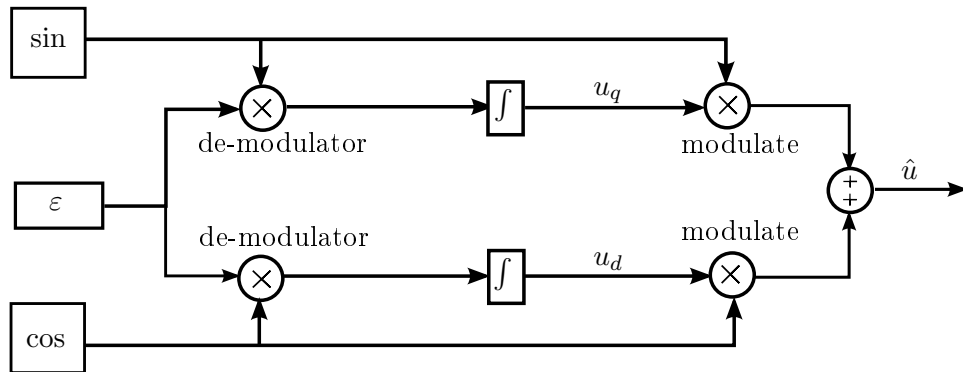 sin
∫
u_q
de-modulator
modulate
ε
+
+
û
de-modulator
modulate
∫
u_d
cos